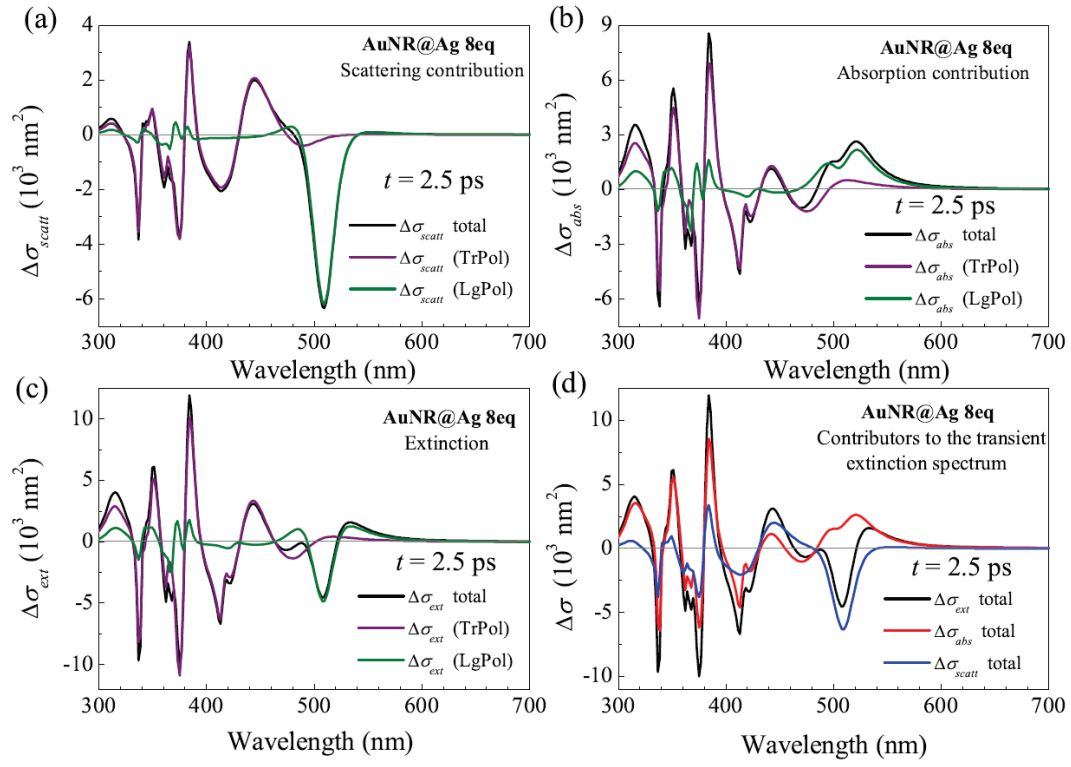 (a)
AuNR@Ag 8eq
Scattering contribution
t = 2.5 ps
Δσscatt total
Δσscatt (TrPol)
Δσscatt (LgPol)
Δσscatt (10³ nm²)
4
2
0
-2
-4
-6
300 400 500 600 700
Wavelength (nm)
(b)
AuNR@Ag 8eq
Absorption contribution
t = 2.5 ps
Δσabs total
Δσabs (TrPol)
Δσabs (LgPol)
Δσabs (10³ nm²)
9
6
3
0
-3
-6
-9
300 400 500 600 700
Wavelength (nm)
(c)
AuNR@Ag 8eq
Extinction
t = 2.5 ps
Δσext total
Δσext (TrPol)
Δσext (LgPol)
Δσext (10³ nm²)
10
5
0
-5
-10
300 400 500 600 700
Wavelength (nm)
(d)
AuNR@Ag 8eq
Contributors to the transient
extinction spectrum
t = 2.5 ps
Δσext total
Δσabs total
Δσscatt total
Δσ (10³ nm²)
10
5
0
-5
-10
300 400 500 600 700
Wavelength (nm)